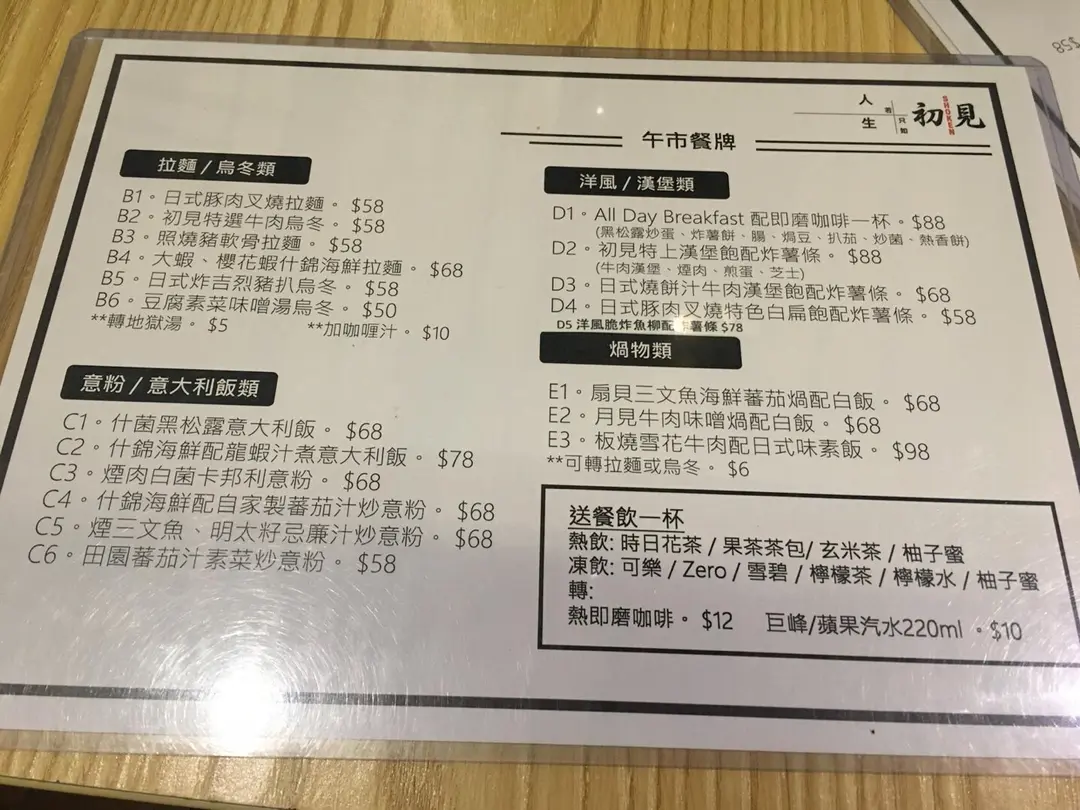 人生
若只如
初見
SHOKEN
午市餐牌
拉麵 / 烏冬類
B1。日式豚肉叉燒拉麵。 $58
B2。初見特選牛肉烏冬。 $58
B3。照燒豬軟骨拉麵。 $58
B4。大蝦、櫻花蝦什錦海鮮拉麵。 $68
B5。日式炸吉烈豬扒烏冬。 $58
B6。豆腐素菜味噌湯烏冬。 $50
**轉地獄湯。 $5 **加咖喱汁。 $10
意粉 / 意大利飯類
C1。什菌黑松露意大利飯。 $68
C2。什錦海鮮配龍蝦汁煮意大利飯。 $78
C3。煙肉白菌卡邦利意粉。 $68
C4。什錦海鮮配自家製蕃茄汁炒意粉。 $68
C5。煙三文魚、明太籽忌廉汁炒意粉。 $68
C6。田園蕃茄汁素菜炒意粉。 $58
洋風 / 漢堡類
D1。All Day Breakfast 配即磨咖啡一杯。$88
(黑松露炒蛋、炸薯餅、腸、焗豆、扒茄、炒菌、熱香餅)
D2。初見特上漢堡飽配炸薯條。 $88
(牛肉漢堡、煙肉、煎蛋、芝士)
D3。日式燒餅汁牛肉漢堡飽配炸薯條。 $68
D4。日式豚肉叉燒特色白扁飽配炸薯條。 $58
D5 洋風脆炸魚柳配 薯條 $78
煱物類
E1。扇貝三文魚海鮮蕃茄煱配白飯。 $68
E2。月見牛肉味噌煱配白飯。 $68
E3。板燒雪花牛肉配日式味素飯。 $98
**可轉拉麵或烏冬。 $6
送餐飲一杯
熱飲: 時日花茶 / 果茶茶包/ 玄米茶 / 柚子蜜
凍飲: 可樂 / Zero / 雪碧 / 檸檬茶 / 檸檬水 / 柚子蜜
轉:
熱即磨咖啡。 $12 巨峰/蘋果汽水220ml 。$10
$58